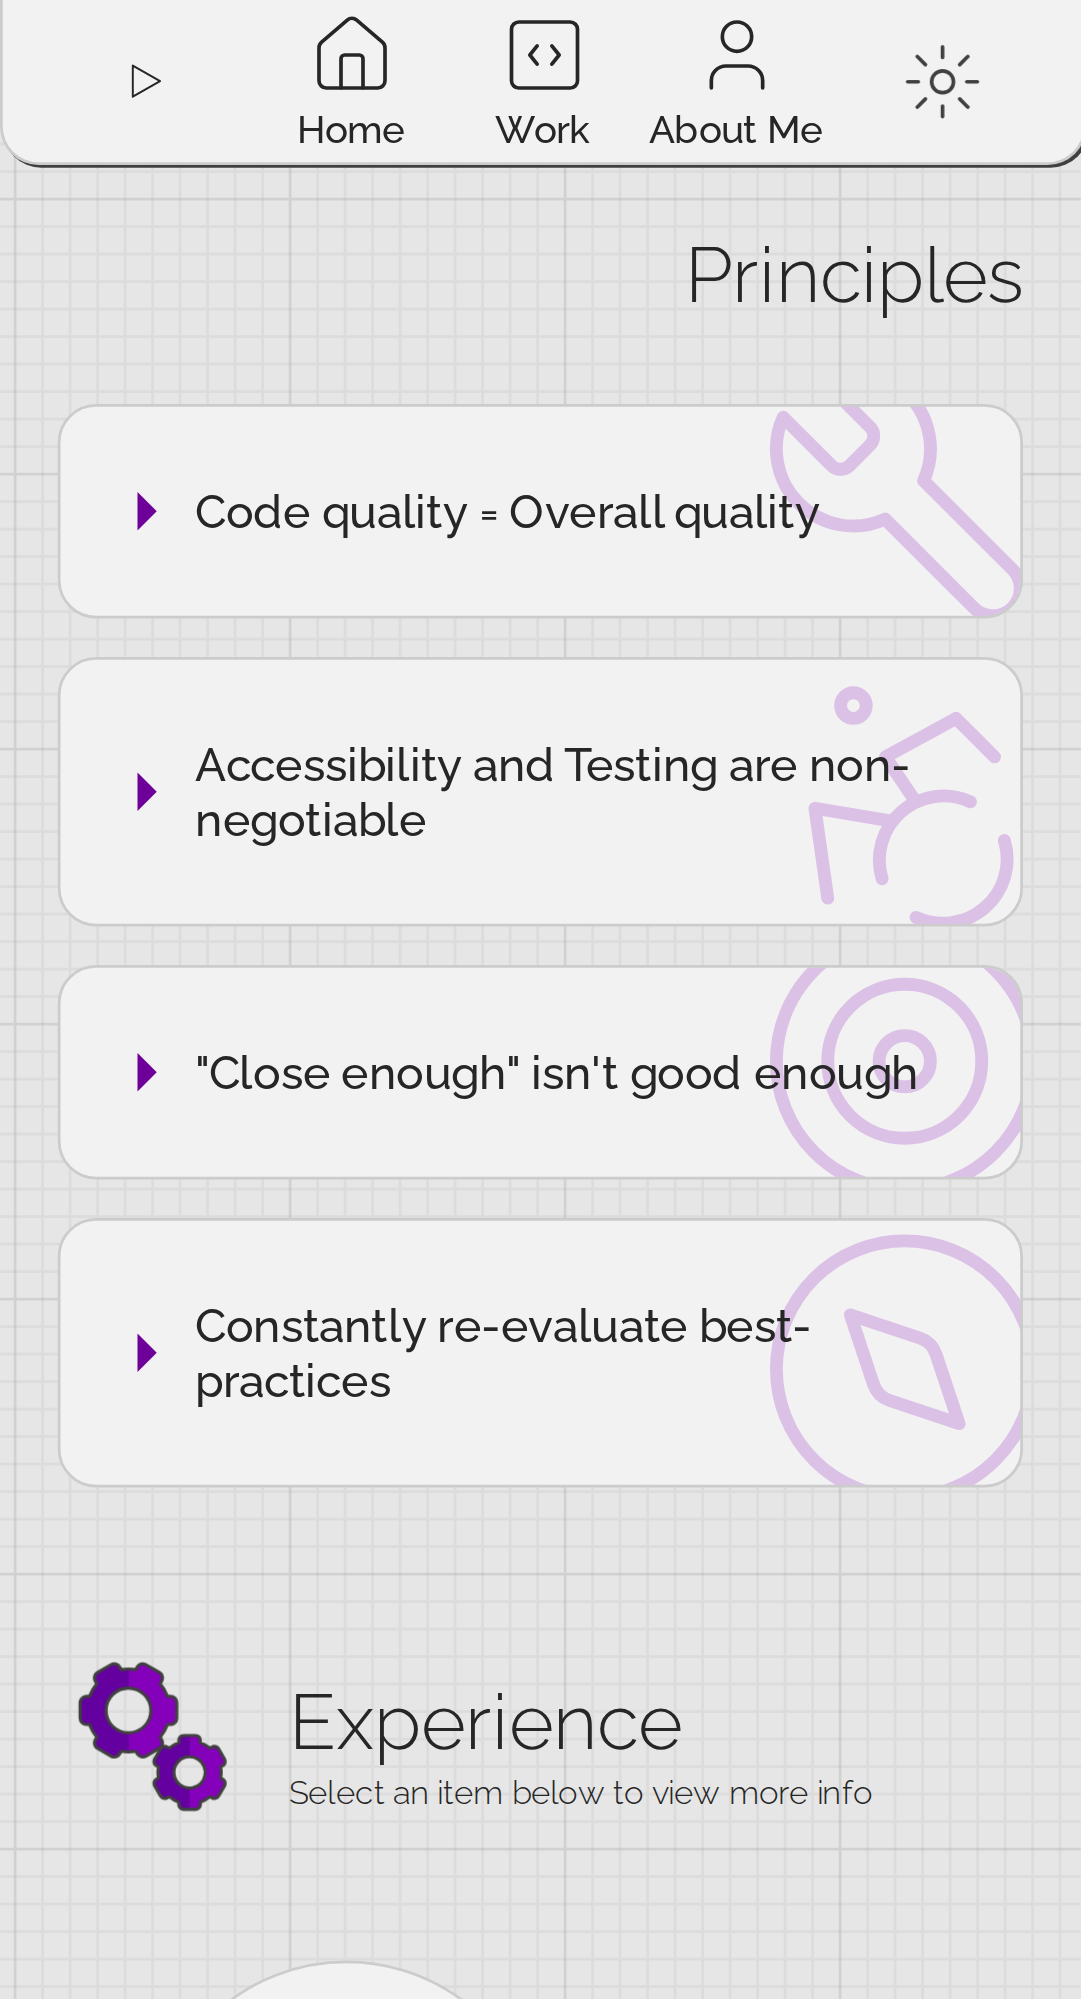 Home
Work
About Me
Principles
Code quality = Overall quality
Accessibility and Testing are non-
negotiable
"Close enough" isn't good enough
Constantly re-evaluate best-
practices
Experience
Select an item below to view more info